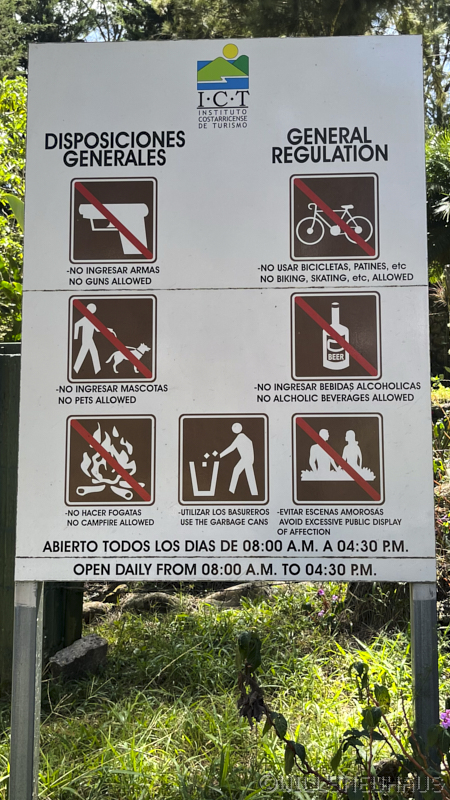 I·C·T
INSTITUTO
COSTARRICENSE
DE TURISMO
DISPOSICIONES
GENERALES
GENERAL
REGULATION
-NO INGRESAR ARMAS
NO GUNS ALLOWED
-NO USAR BICICLETAS, PATINES, etc
NO BIKING, SKATING, etc, ALLOWED
BEER
-NO INGRESAR MASCOTAS
NO PETS ALLOWED
-NO INGRESAR BEBIDAS ALCOHOLICAS
NO ALCHOLIC BEVERAGES ALLOWED
-NO HACER FOGATAS
NO CAMPFIRE ALLOWED
-UTILIZAR LOS BASUREROS
USE THE GARBAGE CANS
-EVITAR ESCENAS AMOROSAS
AVOID EXCESSIVE PUBLIC DISPLAY
OF AFFECTION
ABIERTO TODOS LOS DIAS DE 08:00 A.M. A 04:30 P.M.
OPEN DAILY FROM 08:00 A.M. TO 04:30 P.M.